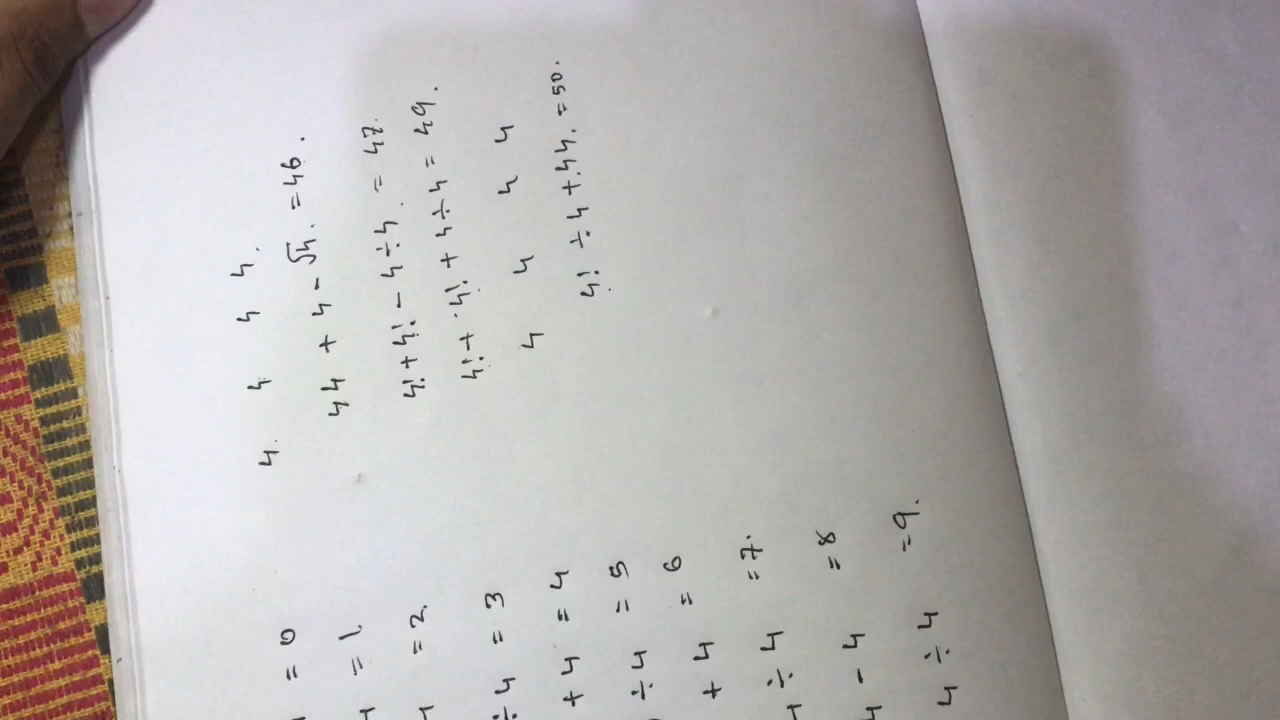 4. 4 4 4.
44 + 4 - √4. = 46.
4! + 4! - 4 ÷ 4. = 47.
4! + 4! + 4 ÷ 4 = 49.
4 4 4 4
4! ÷ 4 + 44. = 50.
= 0
= 1
= 2.
÷ 4 = 3
+ 4 = 4
÷ 4 = 5
+ 4 = 6
÷ 4 = 7.
- 4 = 8
4 ÷ 4 = 9.